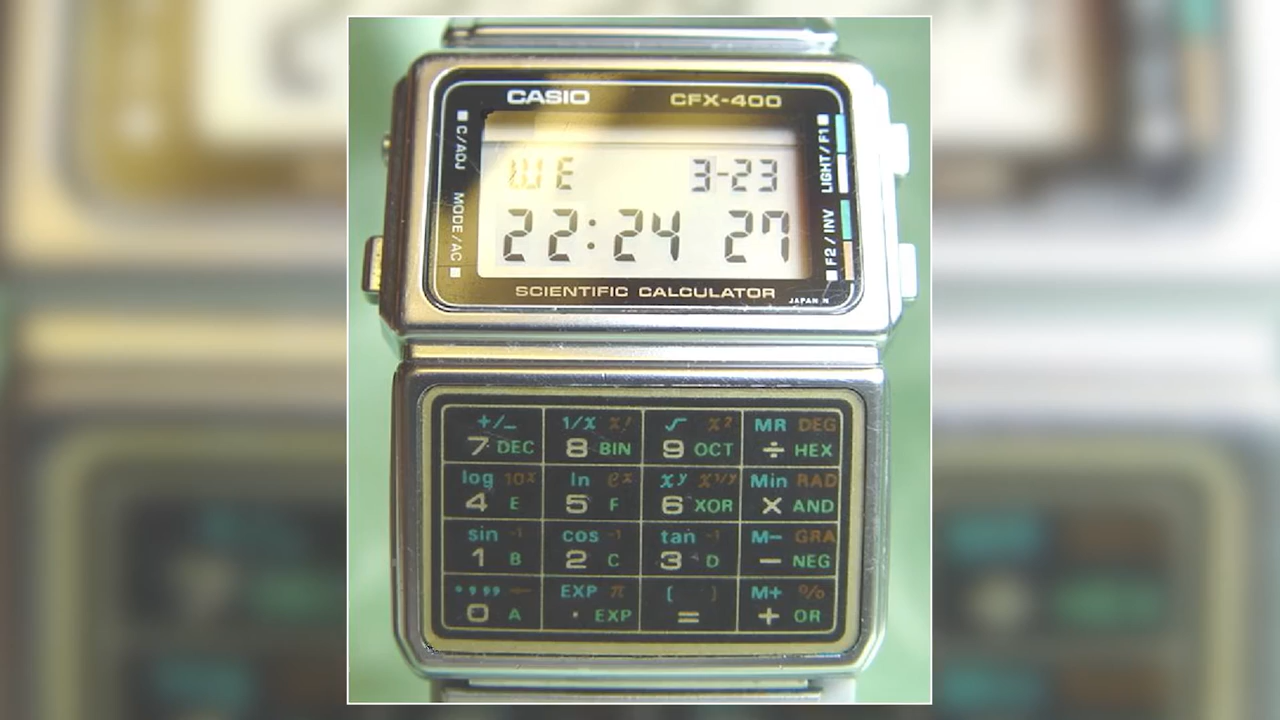 CASIO CFX-400
C/ADJ
MODE/AC
LIGHT/F1
F2/INV
WE 3-23
22:24 27
SCIENTIFIC CALCULATOR
JAPAN N
+/− 1/x x! √ x² MR DEG
7 DEC 8 BIN 9 OCT ÷ HEX
log 10ˣ ln eˣ xʸ x¹/ʸ Min RAD
4 E 5 F 6 XOR × AND
sin -1 cos -1 tan -1 M− GRA
1 B 2 C 3 D − NEG
° ' " ← EXP π ( ) M+ %
0 A · EXP = + OR